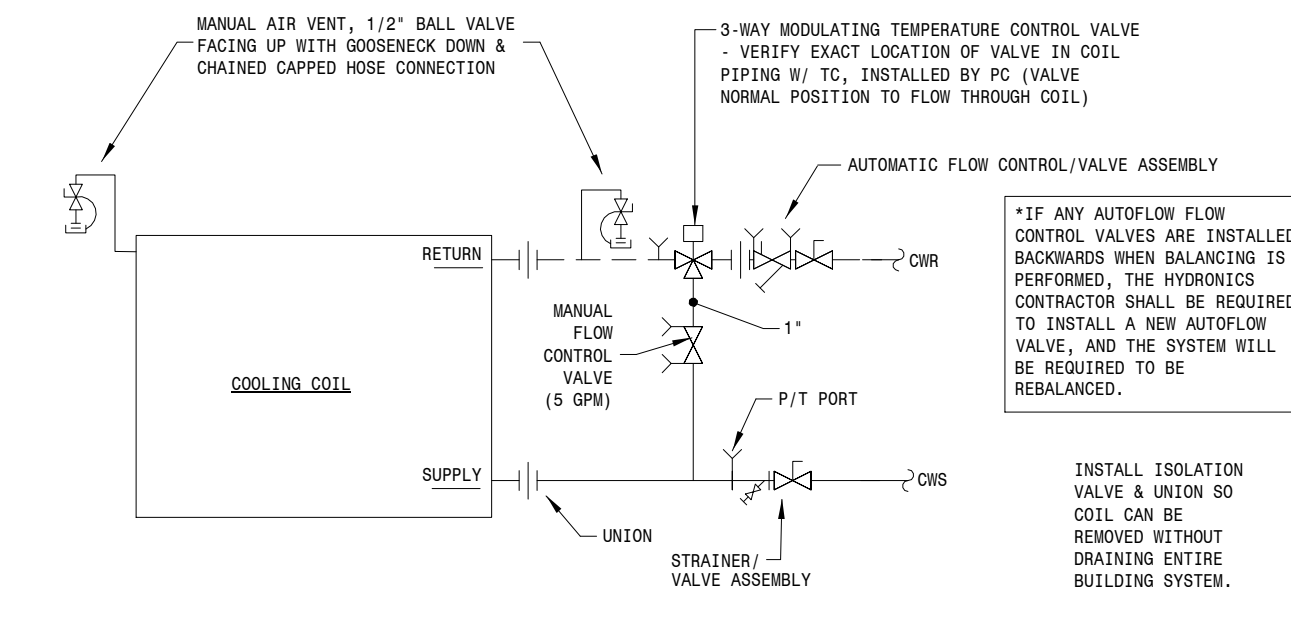 MANUAL AIR VENT, 1/2" BALL VALVE
FACING UP WITH GOOSENECK DOWN &
CHAINED CAPPED HOSE CONNECTION
3-WAY MODULATING TEMPERATURE CONTROL VALVE
- VERIFY EXACT LOCATION OF VALVE IN COIL
PIPING W/ TC, INSTALLED BY PC (VALVE
NORMAL POSITION TO FLOW THROUGH COIL)
AUTOMATIC FLOW CONTROL/VALVE ASSEMBLY
*IF ANY AUTOFLOW FLOW
CONTROL VALVES ARE INSTALLED
BACKWARDS WHEN BALANCING IS
PERFORMED, THE HYDRONICS
CONTRACTOR SHALL BE REQUIRED
TO INSTALL A NEW AUTOFLOW
VALVE, AND THE SYSTEM WILL
BE REQUIRED TO BE
REBALANCED.
RETURN
CWR
MANUAL
FLOW
CONTROL
VALVE
(5 GPM)
1"
COOLING COIL
P/T PORT
SUPPLY
CWS
UNION
STRAINER/
VALVE ASSEMBLY
INSTALL ISOLATION
VALVE & UNION SO
COIL CAN BE
REMOVED WITHOUT
DRAINING ENTIRE
BUILDING SYSTEM.